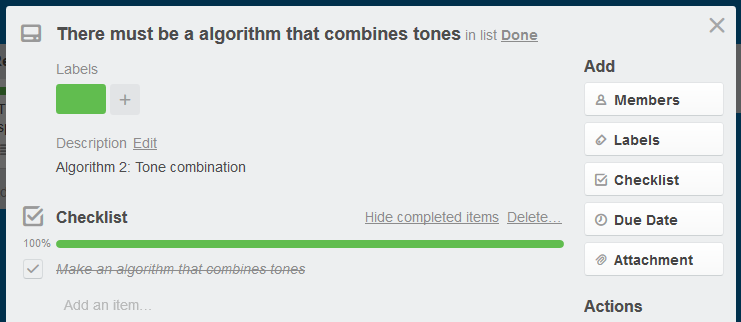 There must be a algorithm that combines tones in list Done
Labels
+
Description Edit
Algorithm 2: Tone combination
Checklist Hide completed items Delete...
100%
Make an algorithm that combines tones
Add an item...
Add
Members
Labels
Checklist
Due Date
Attachment
Actions